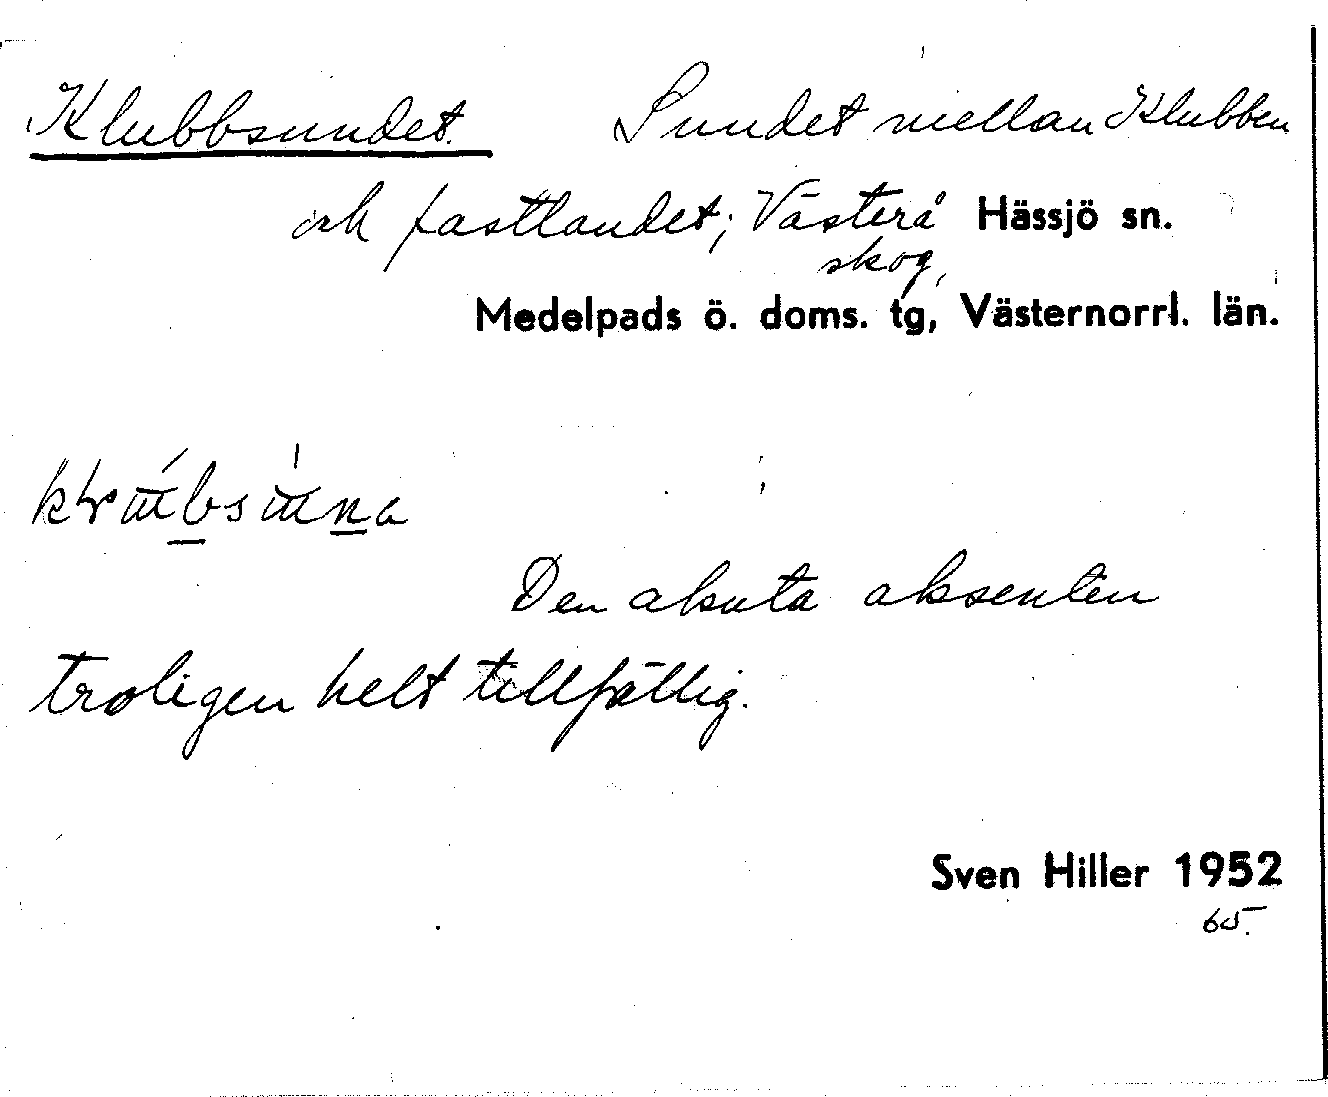 Klubbsundet. Sundet mellan Klubben
och fastlandet; Västerå Hässjö sn.
skog,
Medelpads ö. doms. tg, Västernorrl. län.
Den akuta aksenten
troligen helt tillfällig.
Sven Hiller 1952
65.